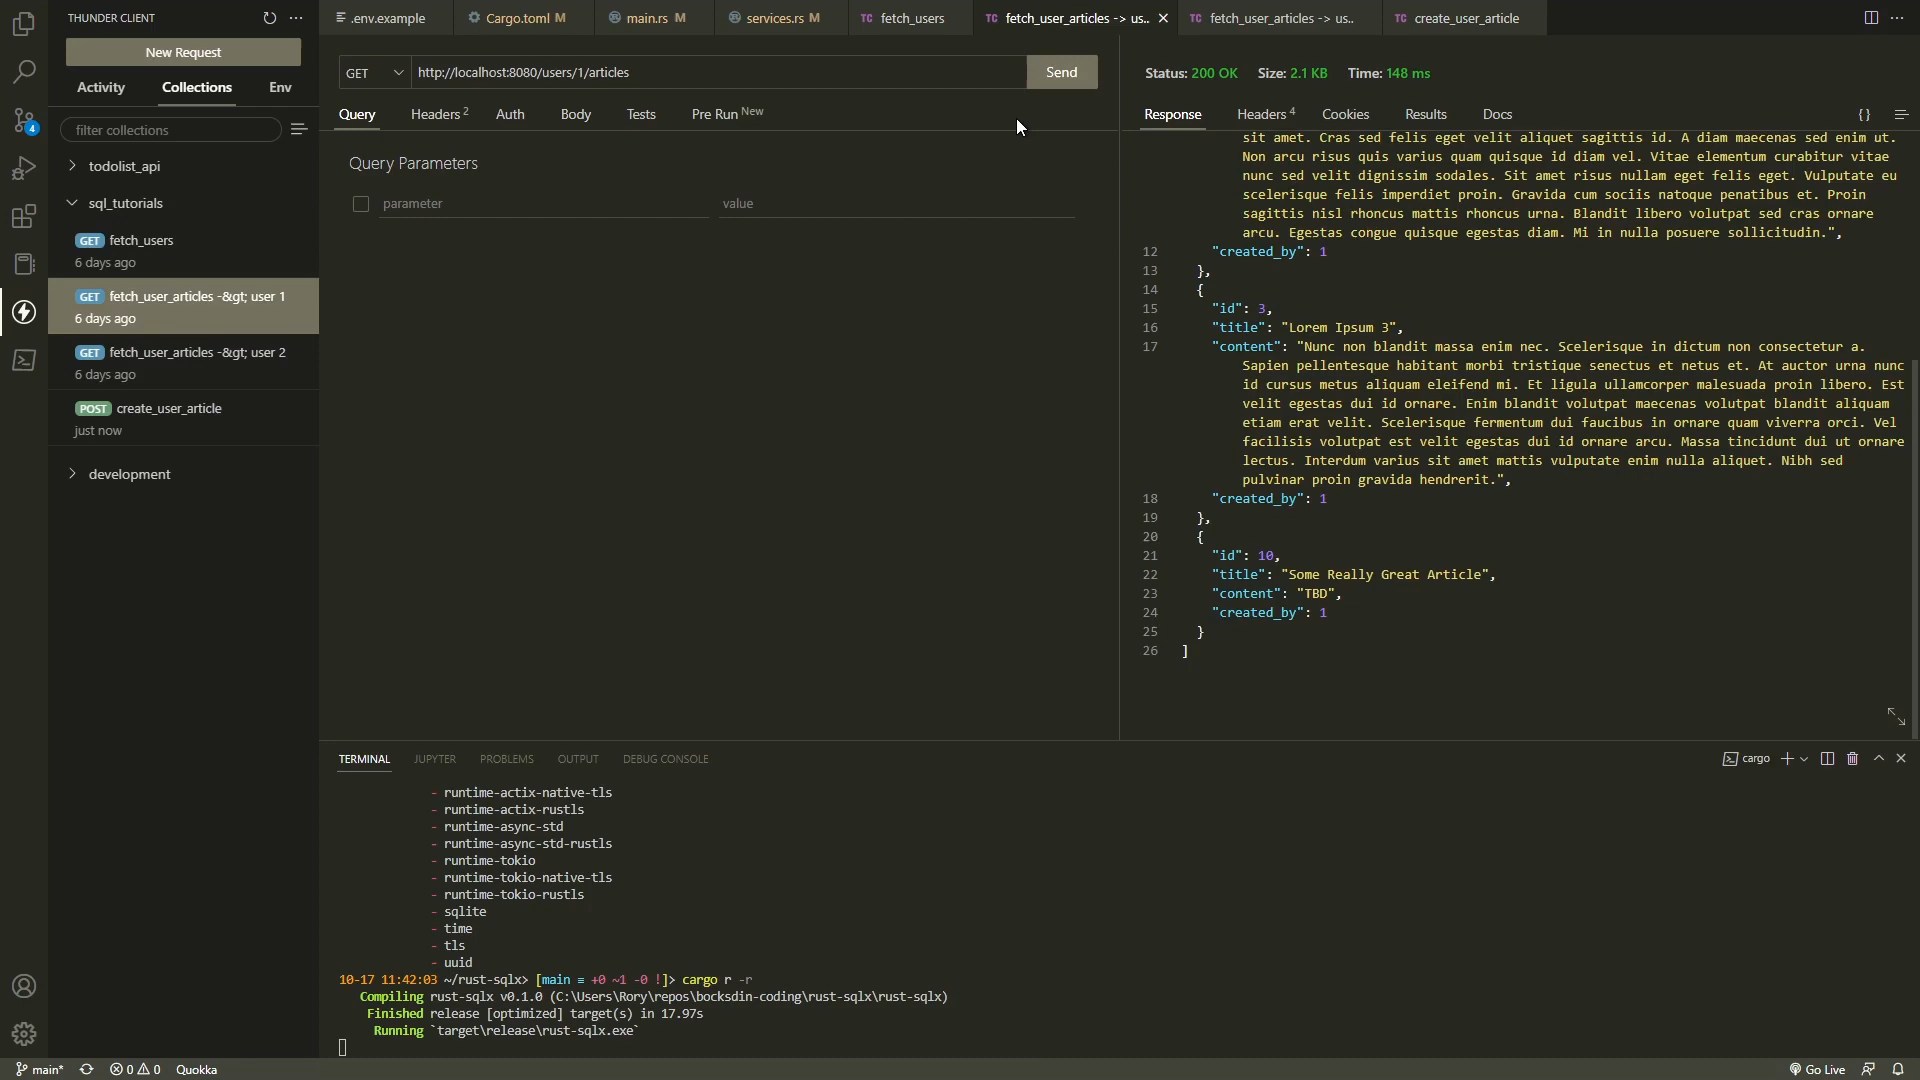 THUNDER CLIENT
New Request
Activity Collections Env
filter collections
todolist_api
sql_tutorials
GET fetch_users
6 days ago
GET fetch_user_articles -&gt; user 1
6 days ago
GET fetch_user_articles -&gt; user 2
6 days ago
POST create_user_article
just now
development
4
.env.example Cargo.toml M main.rs M services.rs M TC fetch_users TC fetch_user_articles -> us.. TC fetch_user_articles -> us.. TC create_user_article
GET http://localhost:8080/users/1/articles Send
Query Headers 2 Auth Body Tests Pre Run New
Query Parameters
parameter value
Status: 200 OK Size: 2.1 KB Time: 148 ms
Response Headers 4 Cookies Results Docs {}
sit amet. Cras sed felis eget velit aliquet sagittis id. A diam maecenas sed enim ut.
Non arcu risus quis varius quam quisque id diam vel. Vitae elementum curabitur vitae
nunc sed velit dignissim sodales. Sit amet risus nullam eget felis eget. Vulputate eu
scelerisque felis imperdiet proin. Gravida cum sociis natoque penatibus et. Proin
sagittis nisl rhoncus mattis rhoncus urna. Blandit libero volutpat sed cras ornare
arcu. Egestas congue quisque egestas diam. Mi in nulla posuere sollicitudin.",
12 "created_by": 1
13 },
14 {
15 "id": 3,
16 "title": "Lorem Ipsum 3",
17 "content": "Nunc non blandit massa enim nec. Scelerisque in dictum non consectetur a.
Sapien pellentesque habitant morbi tristique senectus et netus et. At auctor urna nunc
id cursus metus aliquam eleifend mi. Et ligula ullamcorper malesuada proin libero. Est
velit egestas dui id ornare. Enim blandit volutpat maecenas volutpat blandit aliquam
etiam erat velit. Scelerisque fermentum dui faucibus in ornare quam viverra orci. Vel
facilisis volutpat est velit egestas dui id ornare arcu. Massa tincidunt dui ut ornare
lectus. Interdum varius sit amet mattis vulputate enim nulla aliquet. Nibh sed
pulvinar proin gravida hendrerit.",
18 "created_by": 1
19 },
20 {
21 "id": 10,
22 "title": "Some Really Great Article",
23 "content": "TBD",
24 "created_by": 1
25 }
26 ]
TERMINAL JUPYTER PROBLEMS OUTPUT DEBUG CONSOLE cargo
- runtime-actix-native-tls
- runtime-actix-rustls
- runtime-async-std
- runtime-async-std-rustls
- runtime-tokio
- runtime-tokio-native-tls
- runtime-tokio-rustls
- sqlite
- time
- tls
- uuid
10-17 11:42:03 ~/rust-sqlx> [main ≡ +0 ~1 -0 !]> cargo r -r
Compiling rust-sqlx v0.1.0 (C:\Users\Rory\repos\bocksdin-coding\rust-sqlx\rust-sqlx)
Finished release [optimized] target(s) in 17.97s
Running `target\release\rust-sqlx.exe`
main* 0 0 Quokka Go Live